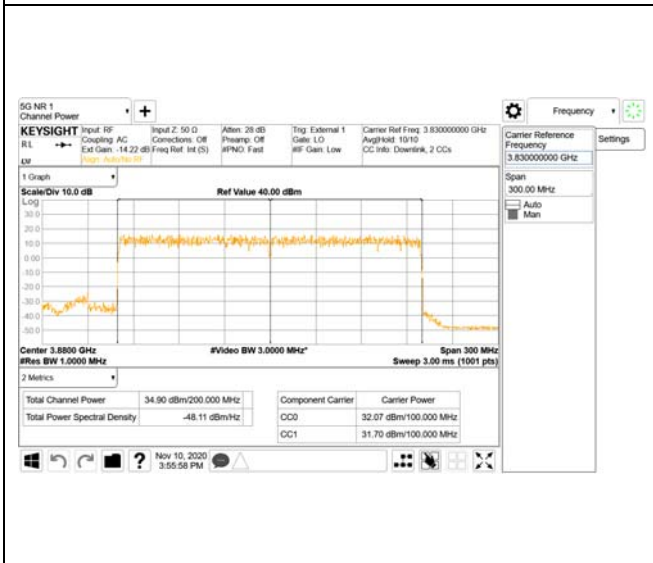 5G NR 1
Channel Power
+
Frequency
KEYSIGHT
RL
Input: RF
Coupling: AC
Ext Gain: -14.22 dB
Align: Auto/No RF
Input Z: 50 Ω
Corrections: Off
Freq Ref: Int (S)
Atten: 28 dB
Preamp: Off
#PNO: Fast
Trig: External 1
Gate: LO
#IF Gain: Low
Carrier Ref Freq: 3.830000000 GHz
Avg|Hold: 10/10
CC Info: Downlink, 2 CCs
Carrier Reference
Frequency
3.830000000 GHz
Settings
Span
300.00 MHz
Auto
Man
1 Graph
Scale/Div 10.0 dB
Ref Value 40.00 dBm
Log
30.0
20.0
10.0
0.00
-10.0
-20.0
-30.0
-40.0
-50.0
Center 3.8800 GHz
#Video BW 3.0000 MHz*
Span 300 MHz
#Res BW 1.0000 MHz
Sweep 3.00 ms (1001 pts)
2 Metrics
Total Channel Power 34.90 dBm/200.000 MHz
Total Power Spectral Density -48.11 dBm/Hz
Component Carrier Carrier Power
CC0 32.07 dBm/100.000 MHz
CC1 31.70 dBm/100.000 MHz
?
Nov 10, 2020
3:55:58 PM